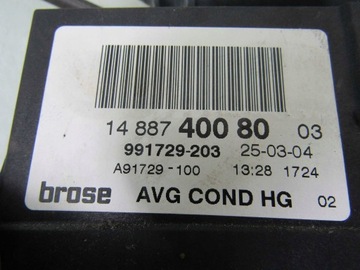 14 887 400 80 03
991729-203 25-03-04
A91729-100 13:28 1724
brose AVG COND HG 02